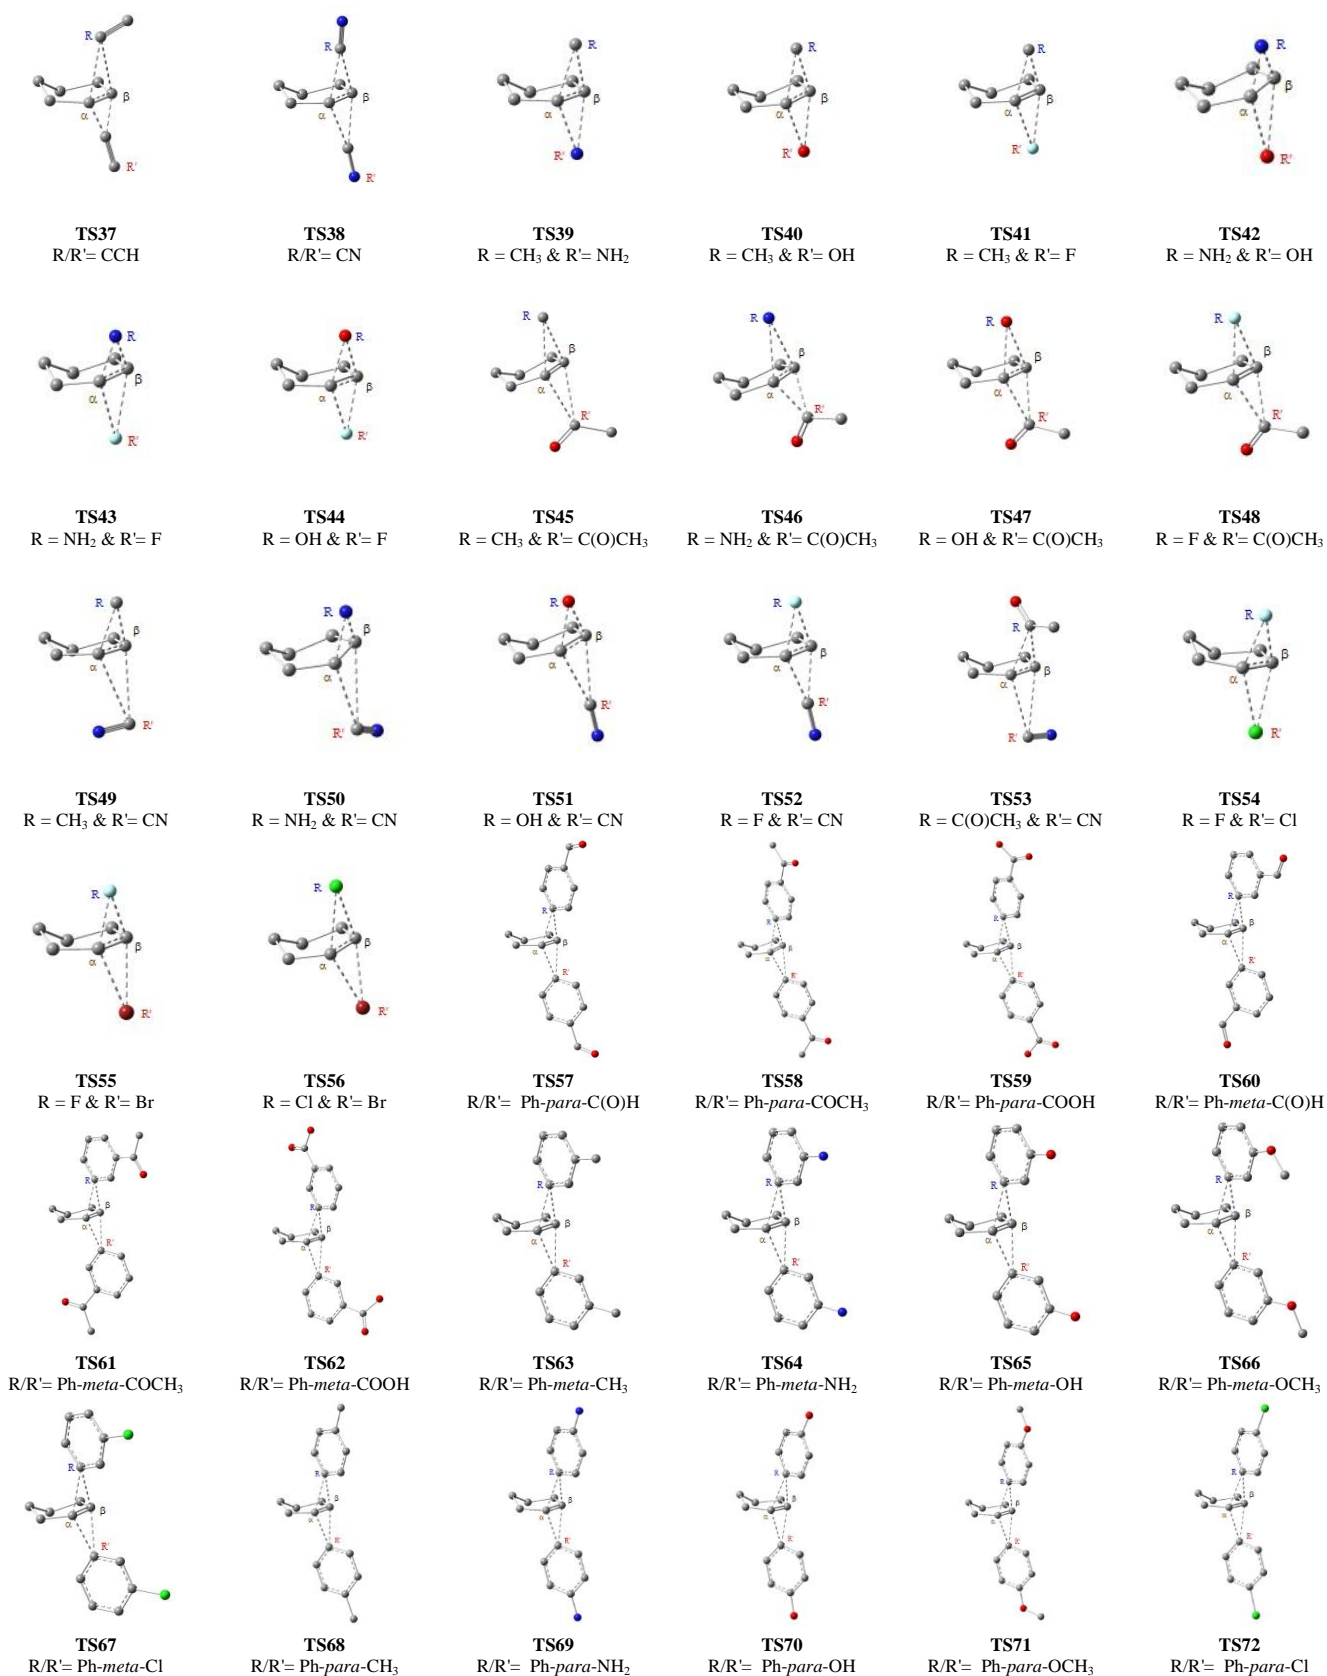 R β α R'
R β α R'
R β α R'
R β α R'
R β α R'
R β α R'
TS37 TS38 TS39 TS40 TS41 TS42
R/R'= CCH R/R'= CN R = CH₃ & R'= NH₂ R = CH₃ & R'= OH R = CH₃ & R'= F R = NH₂ & R'= OH
R β α R'
R β α R'
R β α R'
R β α R'
R β α R'
R β α R'
TS43 TS44 TS45 TS46 TS47 TS48
R = NH₂ & R'= F R = OH & R'= F R = CH₃ & R'= C(O)CH₃ R = NH₂ & R'= C(O)CH₃ R = OH & R'= C(O)CH₃ R = F & R'= C(O)CH₃
R β α R'
R β α R'
R β α R'
R β α R'
R β α R'
R β α R'
TS49 TS50 TS51 TS52 TS53 TS54
R = CH₃ & R'= CN R = NH₂ & R'= CN R = OH & R'= CN R = F & R'= CN R = C(O)CH₃ & R'= CN R = F & R'= Cl
R β α R'
R β α R'
R β α R'
R β α R'
R β α R'
R β α R'
TS55 TS56 TS57 TS58 TS59 TS60
R = F & R'= Br R = Cl & R'= Br R/R'= Ph-para-C(O)H R/R'= Ph-para-COCH₃ R/R'= Ph-para-COOH R/R'= Ph-meta-C(O)H
R β α R'
R β α R'
R β α R'
R β α R'
R β α R'
R β α R'
TS61 TS62 TS63 TS64 TS65 TS66
R/R'= Ph-meta-COCH₃ R/R'= Ph-meta-COOH R/R'= Ph-meta-CH₃ R/R'= Ph-meta-NH₂ R/R'= Ph-meta-OH R/R'= Ph-meta-OCH₃
R β α R'
R β α R'
R β α R'
R β α R'
R β α R'
R β α R'
TS67 TS68 TS69 TS70 TS71 TS72
R/R'= Ph-meta-Cl R/R'= Ph-para-CH₃ R/R'= Ph-para-NH₂ R/R'= Ph-para-OH R/R'= Ph-para-OCH₃ R/R'= Ph-para-Cl